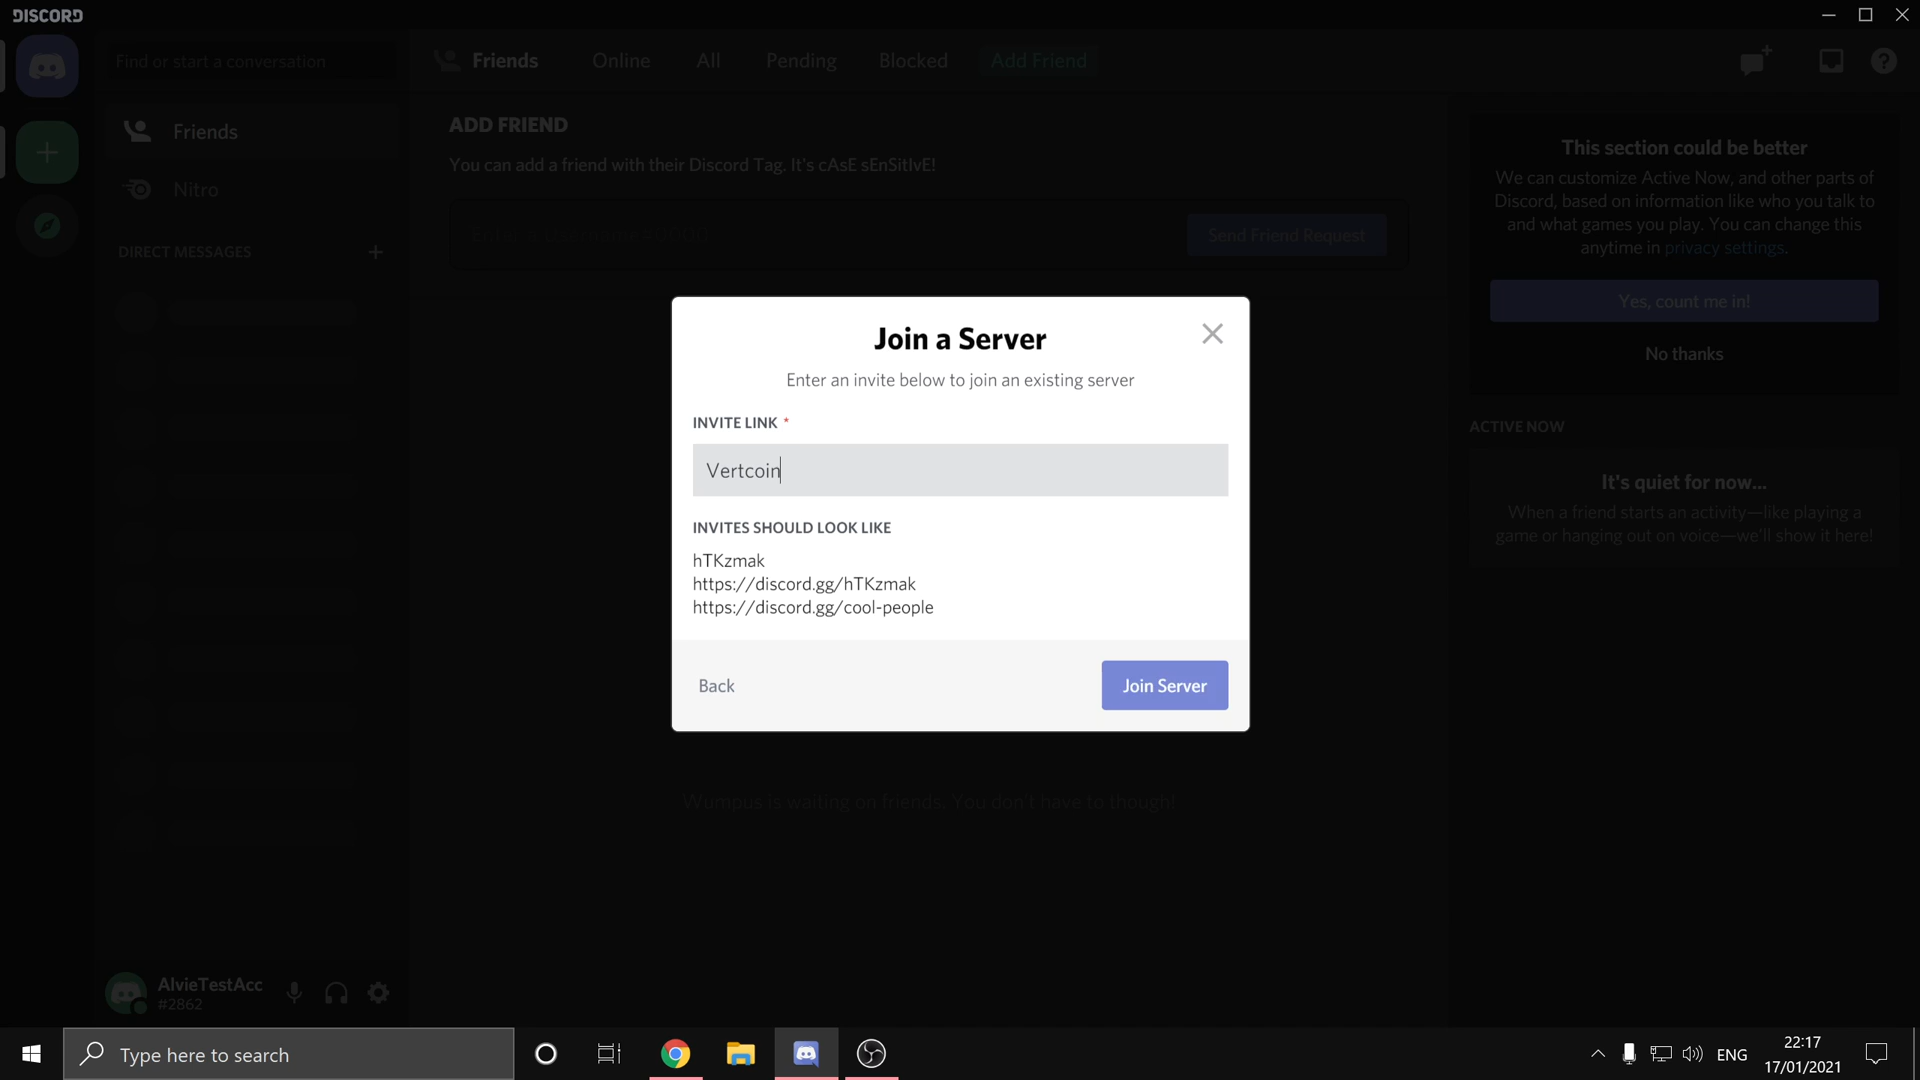 DISCORD
Find or start a conversation
Friends
Online
All
Pending
Blocked
Add Friend
Friends
Nitro
DIRECT MESSAGES
ADD FRIEND
You can add a friend with their Discord Tag. It's cAsE sEnSitIvE!
Send Friend Request
This section could be better
We can customize Active Now, and other parts of
Discord, based on information like who you talk to
and what games you play. You can change this
anytime in privacy settings.
Yes, count me in!
No thanks
ACTIVE NOW
It's quiet for now...
When a friend starts an activity—like playing a
game or hanging out on voice—we'll show it here!
Join a Server
Enter an invite below to join an existing server
INVITE LINK *
Vertcoin
INVITES SHOULD LOOK LIKE
hTKzmak
https://discord.gg/hTKzmak
https://discord.gg/cool-people
Back
Join Server
Wumpus is waiting on friends. You don't have to though!
AlvieTestAcc
#2862
Type here to search
ENG
22:17
17/01/2021